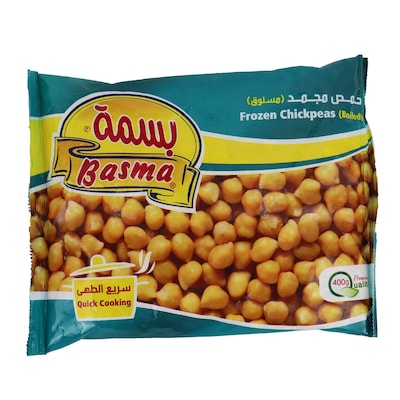 بسمة®
Basma®
حمص مجمد (مسلوق)
Frozen Chickpeas (Boiled)
سريع الطهي
Quick Cooking
400g